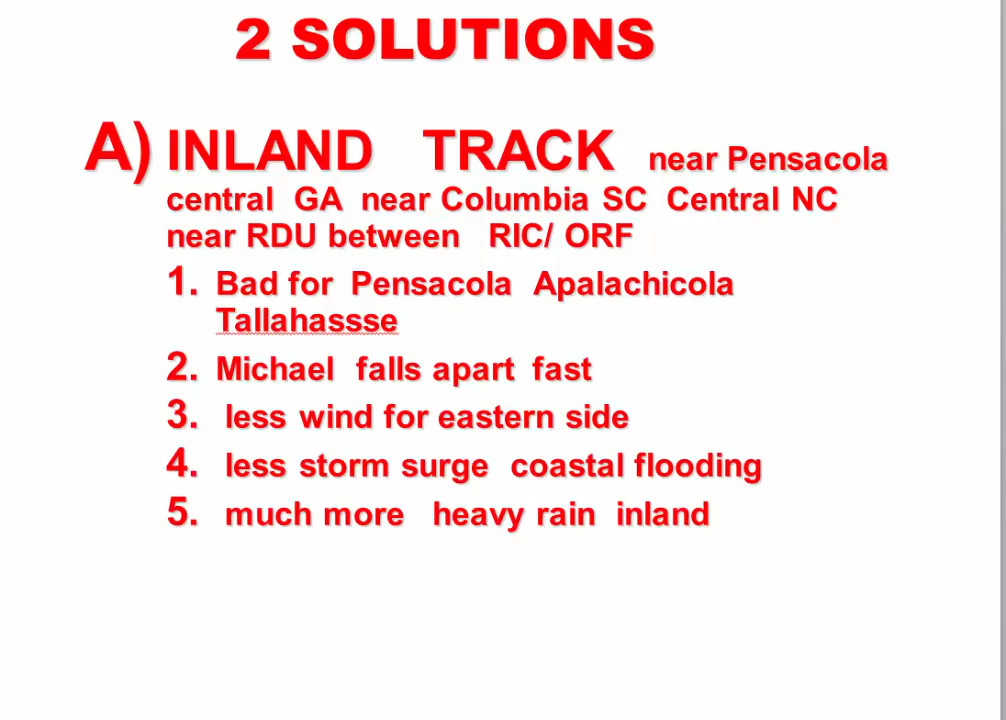 2 SOLUTIONS
A) INLAND TRACK near Pensacola
central GA near Columbia SC Central NC
near RDU between RIC/ ORF
1. Bad for Pensacola Apalachicola
Tallahassse
2. Michael falls apart fast
3. less wind for eastern side
4. less storm surge coastal flooding
5. much more heavy rain inland